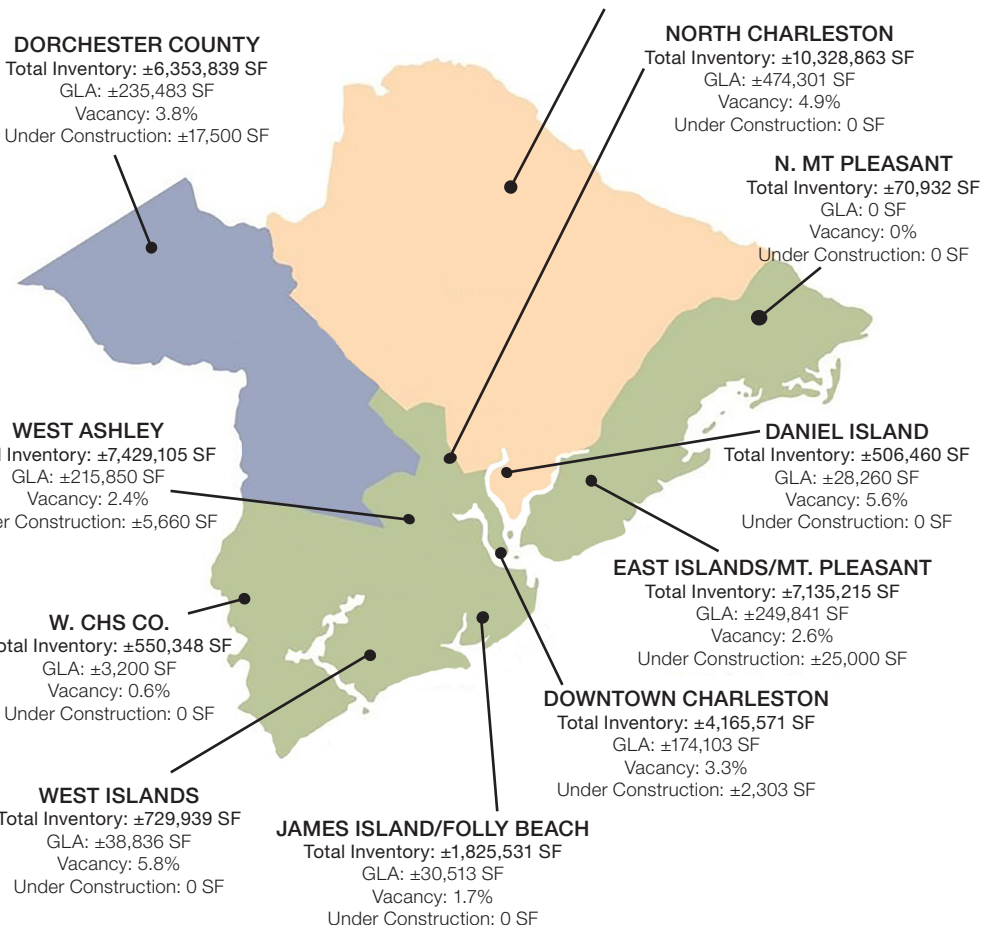 DORCHESTER COUNTY
Total Inventory: ±6,353,839 SF
GLA: ±235,483 SF
Vacancy: 3.8%
Under Construction: ±17,500 SF
NORTH CHARLESTON
Total Inventory: ±10,328,863 SF
GLA: ±474,301 SF
Vacancy: 4.9%
Under Construction: 0 SF
N. MT PLEASANT
Total Inventory: ±70,932 SF
GLA: 0 SF
Vacancy: 0%
Under Construction: 0 SF
WEST ASHLEY
l Inventory: ±7,429,105 SF
GLA: ±215,850 SF
Vacancy: 2.4%
er Construction: ±5,660 SF
DANIEL ISLAND
Total Inventory: ±506,460 SF
GLA: ±28,260 SF
Vacancy: 5.6%
Under Construction: 0 SF
EAST ISLANDS/MT. PLEASANT
Total Inventory: ±7,135,215 SF
GLA: ±249,841 SF
Vacancy: 2.6%
Under Construction: ±25,000 SF
W. CHS CO.
otal Inventory: ±550,348 SF
GLA: ±3,200 SF
Vacancy: 0.6%
Under Construction: 0 SF
DOWNTOWN CHARLESTON
Total Inventory: ±4,165,571 SF
GLA: ±174,103 SF
Vacancy: 3.3%
Under Construction: ±2,303 SF
WEST ISLANDS
Total Inventory: ±729,939 SF
GLA: ±38,836 SF
Vacancy: 5.8%
Under Construction: 0 SF
JAMES ISLAND/FOLLY BEACH
Total Inventory: ±1,825,531 SF
GLA: ±30,513 SF
Vacancy: 1.7%
Under Construction: 0 SF